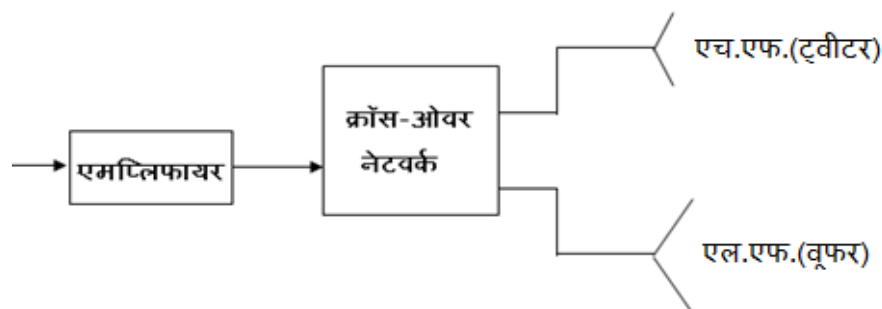 एच.एफ.(ट्वीटर)
क्रॉस-ओवर
नेटवर्क
एमप्लिफायर
एल.एफ.(वूफर)